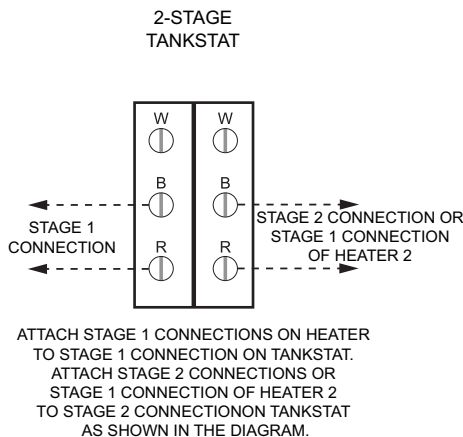 2-STAGE
TANKSTAT
W W
B B
STAGE 1
CONNECTION
STAGE 2 CONNECTION OR
STAGE 1 CONNECTION
OF HEATER 2
R R
ATTACH STAGE 1 CONNECTIONS ON HEATER
TO STAGE 1 CONNECTION ON TANKSTAT.
ATTACH STAGE 2 CONNECTIONS OR
STAGE 1 CONNECTION OF HEATER 2
TO STAGE 2 CONNECTIONON TANKSTAT
AS SHOWN IN THE DIAGRAM.